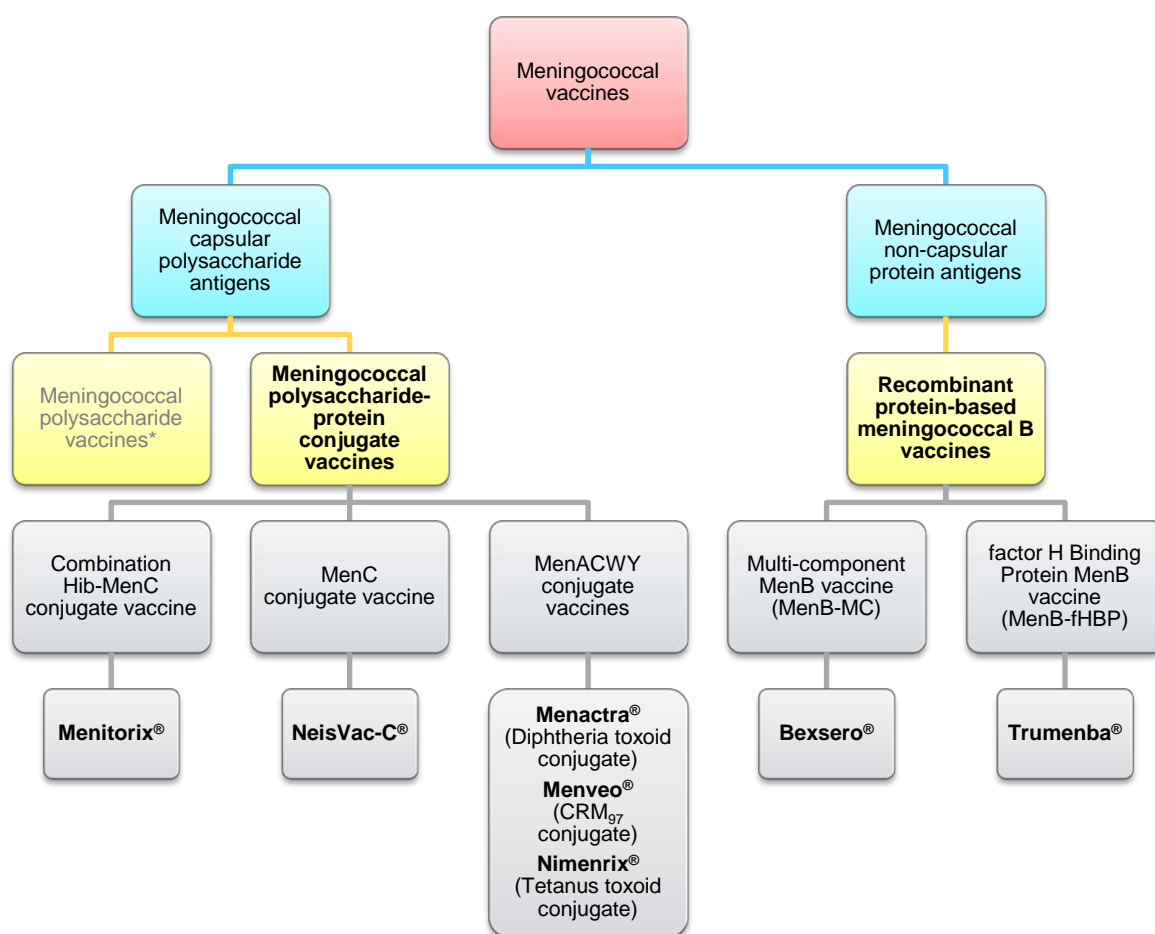 Meningococcal
vaccines
Meningococcal
capsular
polysaccharide
antigens
Meningococcal
non-capsular
protein antigens
Meningococcal
polysaccharide
vaccines*
Meningococcal
polysaccharide-
protein
conjugate
vaccines
Recombinant
protein-based
meningococcal B
vaccines
Combination
Hib-MenC
conjugate vaccine
MenC
conjugate vaccine
MenACWY
conjugate
vaccines
Multi-component
MenB vaccine
(MenB-MC)
factor H Binding
Protein MenB
vaccine
(MenB-fHBP)
Menitorix®
NeisVac-C®
Menactra®
(Diphtheria toxoid
conjugate)
Menveo®
(CRM₉₇
conjugate)
Nimenrix®
(Tetanus toxoid
conjugate)
Bexsero®
Trumenba®